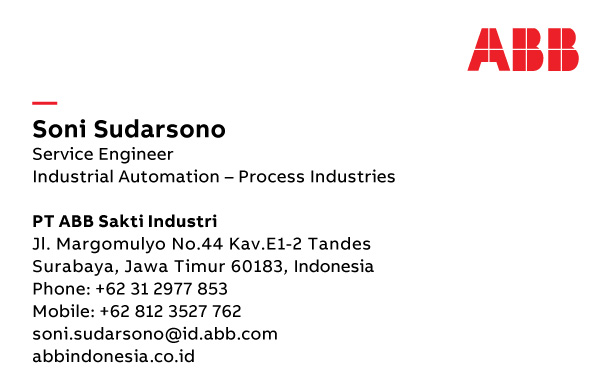 ABB
Soni Sudarsono
Service Engineer
Industrial Automation – Process Industries
PT ABB Sakti Industri
Jl. Margomulyo No.44 Kav.E1-2 Tandes
Surabaya, Jawa Timur 60183, Indonesia
Phone: +62 31 2977 853
Mobile: +62 812 3527 762
soni.sudarsono@id.abb.com
abbindonesia.co.id